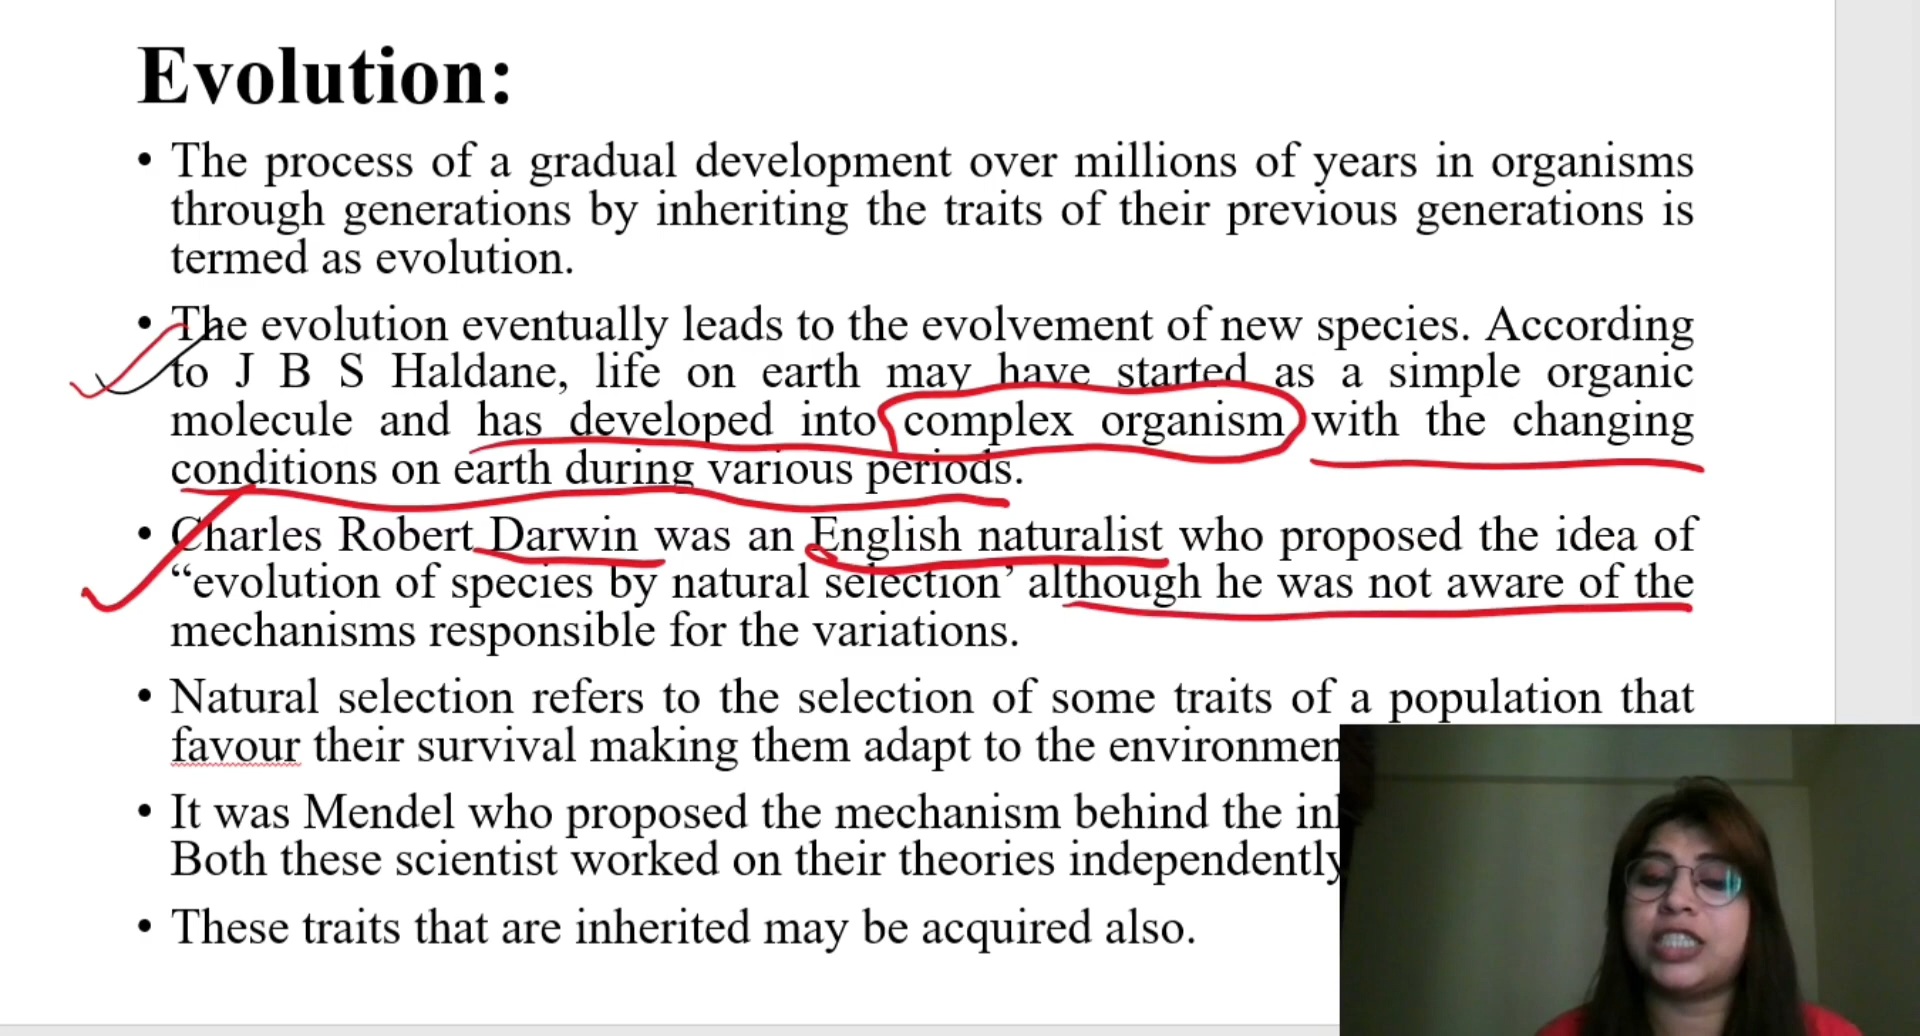 Evolution:
• The process of a gradual development over millions of years in organisms
through generations by inheriting the traits of their previous generations is
termed as evolution.
• The evolution eventually leads to the evolvement of new species. According
to J B S Haldane, life on earth may have started as a simple organic
molecule and has developed into complex organism with the changing
conditions on earth during various periods.
• Charles Robert Darwin was an English naturalist who proposed the idea of
“evolution of species by natural selection’ although he was not aware of the
mechanisms responsible for the variations.
• Natural selection refers to the selection of some traits of a population that
favour their survival making them adapt to the
• It was Mendel who proposed the mechanism behind the
Both these scientist worked on their theories independently
• These traits that are inherited may be acquired also.